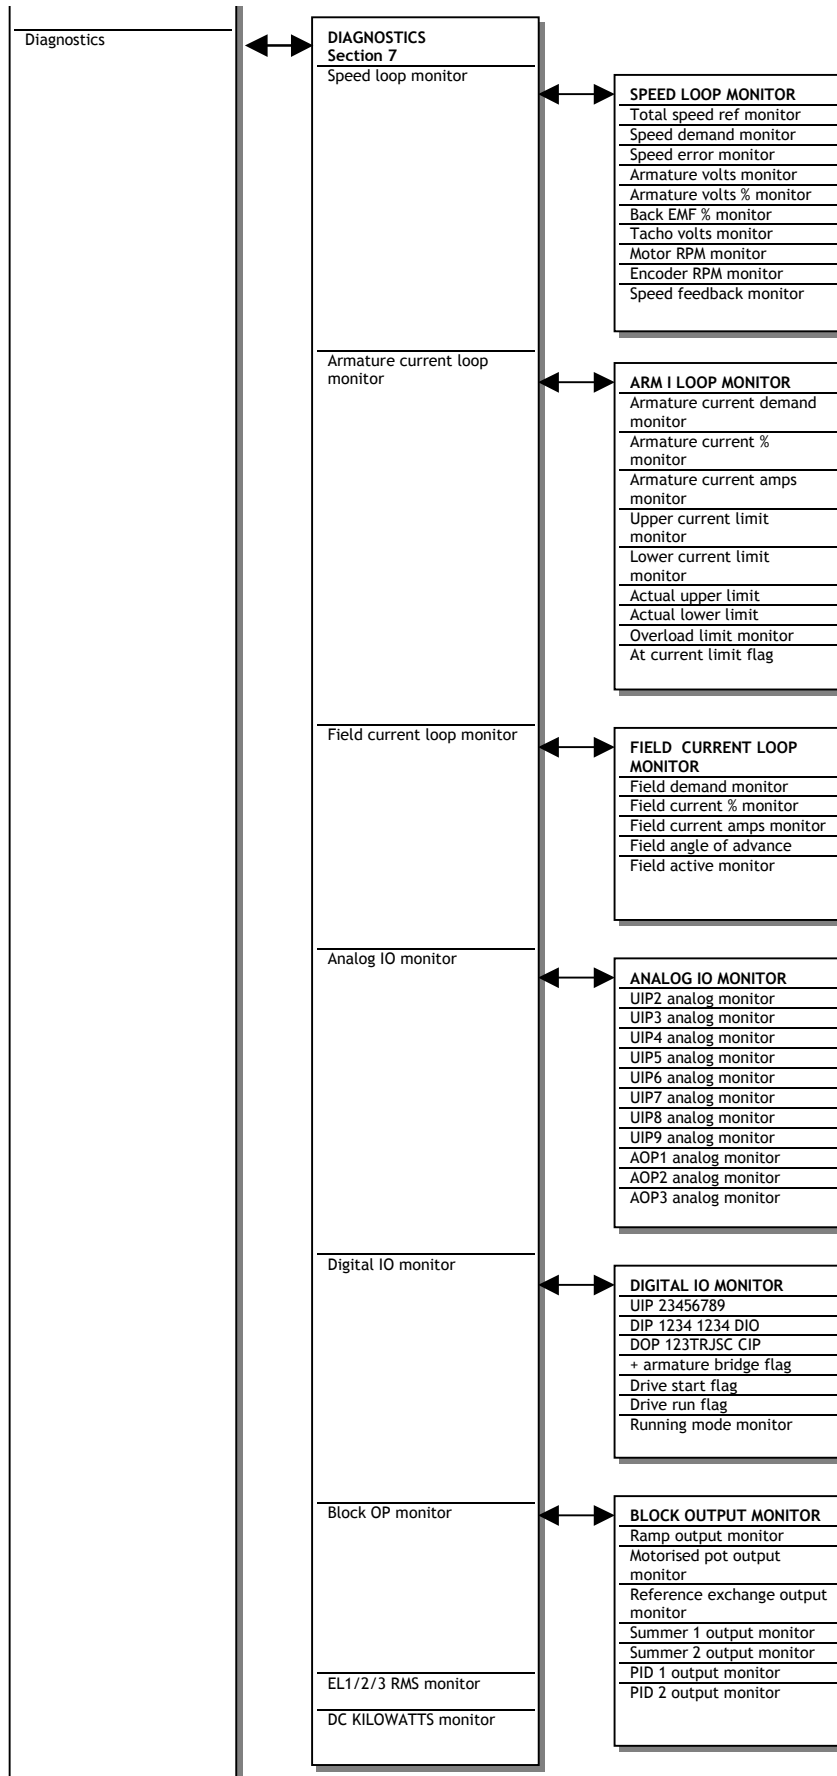 Diagnostics
DIAGNOSTICS
Section 7
Speed loop monitor
SPEED LOOP MONITOR
Total speed ref monitor
Speed demand monitor
Speed error monitor
Armature volts monitor
Armature volts % monitor
Back EMF % monitor
Tacho volts monitor
Motor RPM monitor
Encoder RPM monitor
Speed feedback monitor
Armature current loop
monitor
ARM I LOOP MONITOR
Armature current demand
monitor
Armature current %
monitor
Armature current amps
monitor
Upper current limit
monitor
Lower current limit
monitor
Actual upper limit
Actual lower limit
Overload limit monitor
At current limit flag
Field current loop monitor
FIELD  CURRENT LOOP
MONITOR
Field demand monitor
Field current % monitor
Field current amps monitor
Field angle of advance
Field active monitor
Analog IO monitor
ANALOG IO MONITOR
UIP2 analog monitor
UIP3 analog monitor
UIP4 analog monitor
UIP5 analog monitor
UIP6 analog monitor
UIP7 analog monitor
UIP8 analog monitor
UIP9 analog monitor
AOP1 analog monitor
AOP2 analog monitor
AOP3 analog monitor
Digital IO monitor
DIGITAL IO MONITOR
UIP 23456789
DIP 1234 1234 DIO
DOP 123TRJSC CIP
+ armature bridge flag
Drive start flag
Drive run flag
Running mode monitor
Block OP monitor
BLOCK OUTPUT MONITOR
Ramp output monitor
Motorised pot output
monitor
Reference exchange output
monitor
Summer 1 output monitor
Summer 2 output monitor
PID 1 output monitor
PID 2 output monitor
EL1/2/3 RMS monitor
DC KILOWATTS monitor